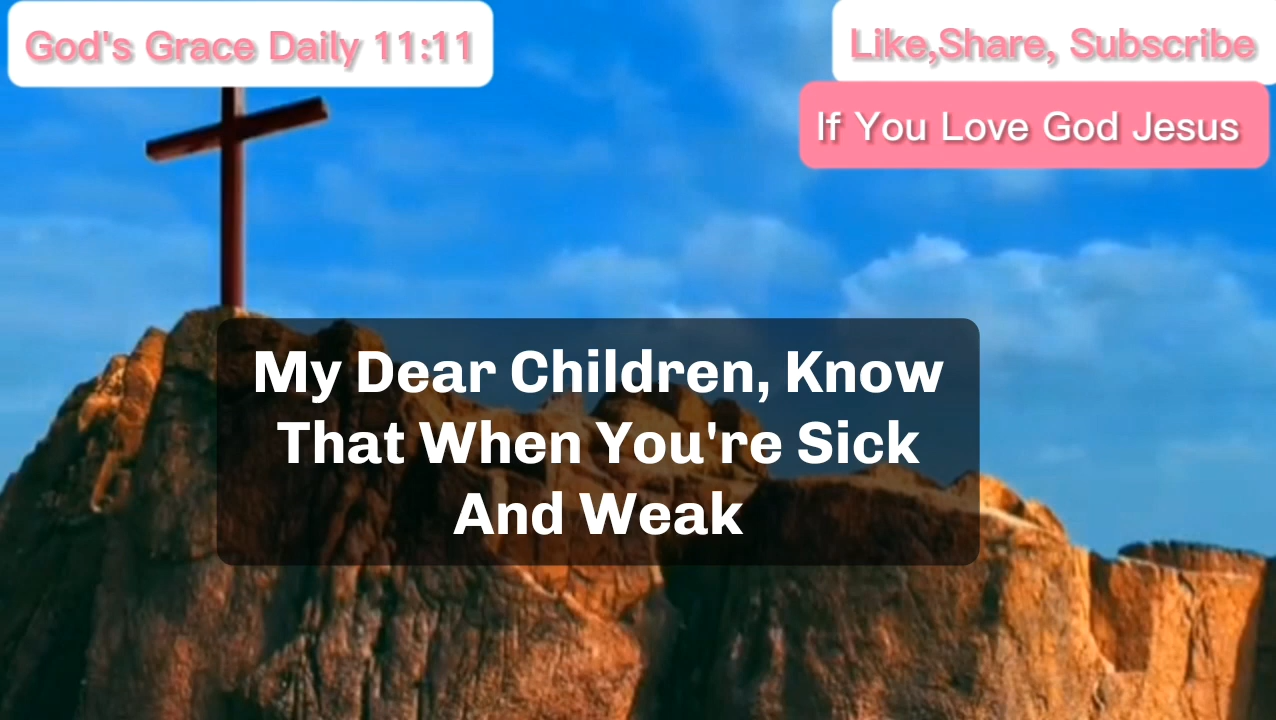 God's Grace Daily 11:11
Like,Share, Subscribe
If You Love God Jesus
My Dear Children, Know
That When You're Sick
And Weak